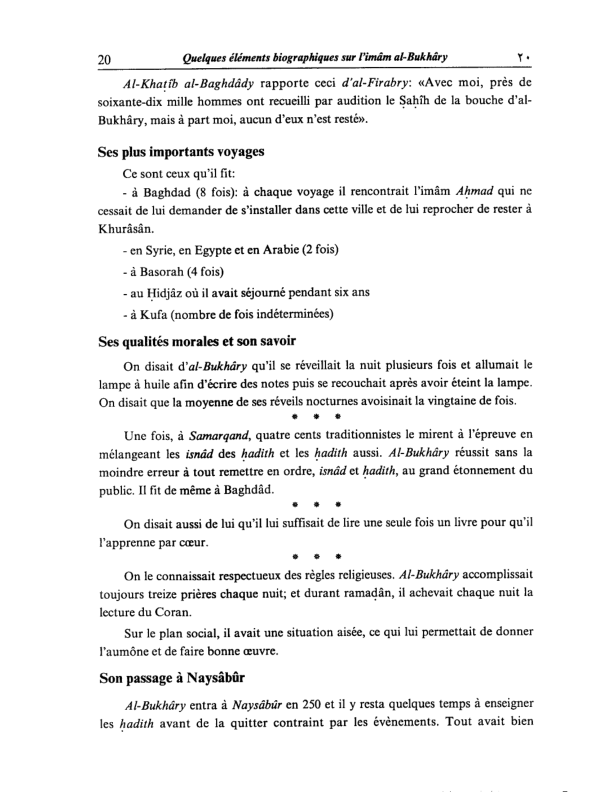 20 Quelques éléments biographiques sur l'imâm al-Bukhâry ٢٠
Al-Khaṭîb al-Baghdâdy rapporte ceci d'al-Firabry: «Avec moi, près de
soixante-dix mille hommes ont recueilli par audition le Ṣaḥîh de la bouche d'al-
Bukhâry, mais à part moi, aucun d'eux n'est resté».
Ses plus importants voyages
Ce sont ceux qu'il fit:
- à Baghdad (8 fois): à chaque voyage il rencontrait l'imâm Aḥmad qui ne
cessait de lui demander de s'installer dans cette ville et de lui reprocher de rester à
Khurâsân.
- en Syrie, en Egypte et en Arabie (2 fois)
- à Basorah (4 fois)
- au Ḥidjâz où il avait séjourné pendant six ans
- à Kufa (nombre de fois indéterminées)
Ses qualités morales et son savoir
On disait d'al-Bukhâry qu'il se réveillait la nuit plusieurs fois et allumait le
lampe à huile afin d'écrire des notes puis se recouchait après avoir éteint la lampe.
On disait que la moyenne de ses réveils nocturnes avoisinait la vingtaine de fois.
* * *
Une fois, à Samarqand, quatre cents traditionnistes le mirent à l'épreuve en
mélangeant les isnâd des ḥadith et les ḥadith aussi. Al-Bukhâry réussit sans la
moindre erreur à tout remettre en ordre, isnâd et ḥadith, au grand étonnement du
public. Il fit de même à Baghdâd.
* * *
On disait aussi de lui qu'il lui suffisait de lire une seule fois un livre pour qu'il
l'apprenne par cœur.
* * *
On le connaissait respectueux des règles religieuses. Al-Bukhâry accomplissait
toujours treize prières chaque nuit; et durant ramaḍân, il achevait chaque nuit la
lecture du Coran.
Sur le plan social, il avait une situation aisée, ce qui lui permettait de donner
l'aumône et de faire bonne œuvre.
Son passage à Naysâbûr
Al-Bukhâry entra à Naysâbûr en 250 et il y resta quelques temps à enseigner
les ḥadith avant de la quitter contraint par les évènements. Tout avait bien